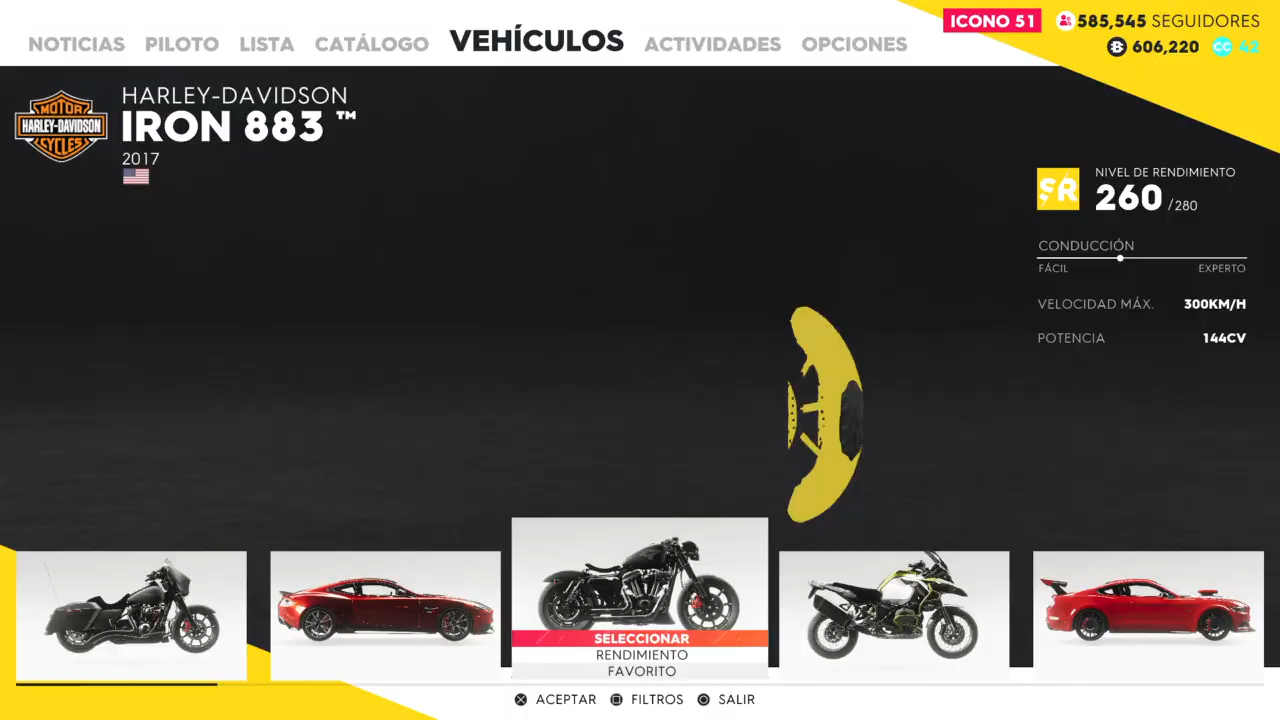 NOTICIAS PILOTO LISTA CATÁLOGO VEHÍCULOS ACTIVIDADES OPCIONES
ICONO 51 585,545 SEGUIDORES
606,220 CC 42
MOTOR
HARLEY-DAVIDSON
CYCLES
HARLEY-DAVIDSON
IRON 883 ™
2017
SR
NIVEL DE RENDIMIENTO
260 /280
CONDUCCIÓN
FÁCIL EXPERTO
VELOCIDAD MÁX. 300KM/H
POTENCIA 144CV
SELECCIONAR
RENDIMIENTO
FAVORITO
ACEPTAR FILTROS SALIR